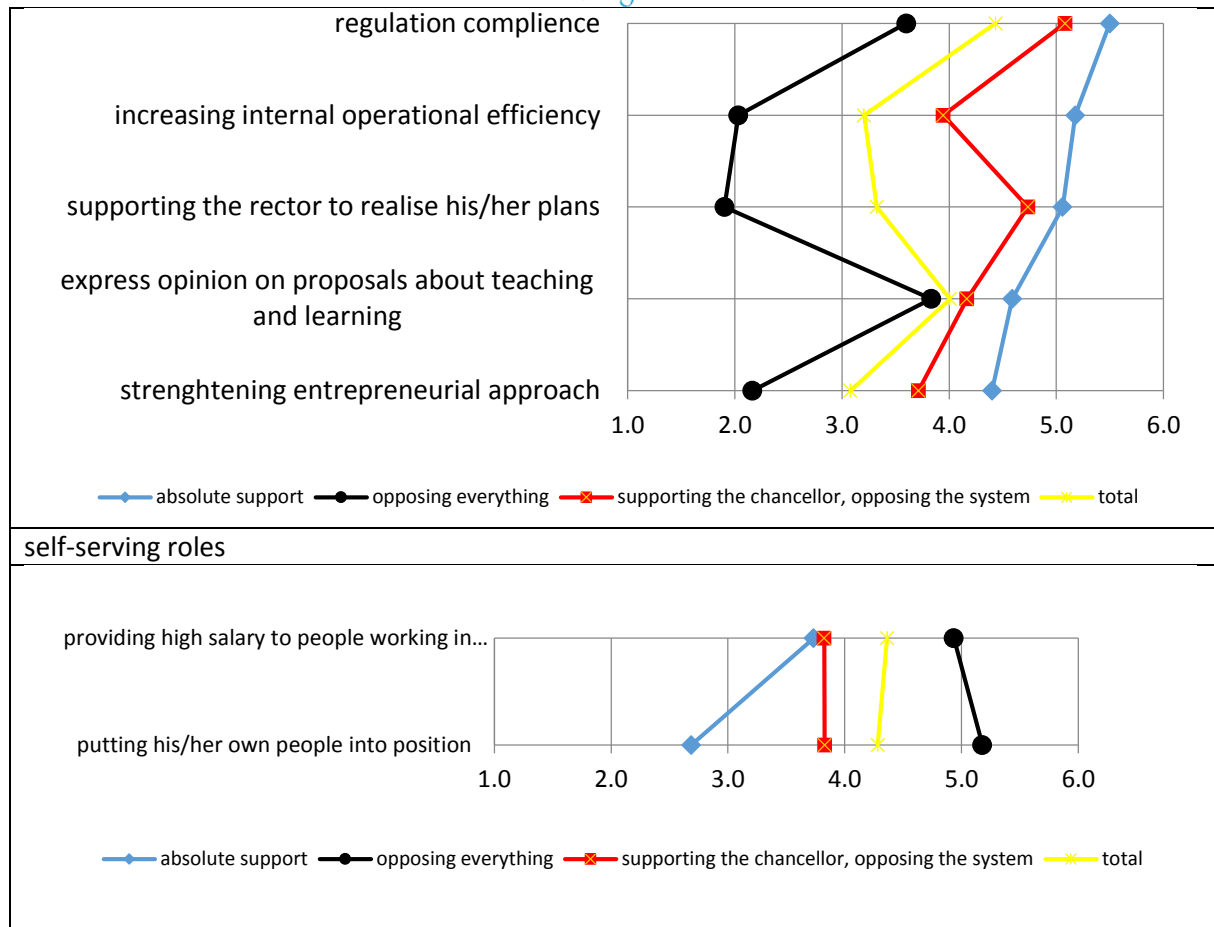 regulation complience
increasing internal operational efficiency
supporting the rector to realise his/her plans
express opinion on proposals about teaching
and learning
strenghtening entrepreneurial approach
1.0 2.0 3.0 4.0 5.0 6.0
absolute support opposing everything supporting the chancellor, opposing the system total
self-serving roles
providing high salary to people working in...
putting his/her own people into position
1.0 2.0 3.0 4.0 5.0 6.0
absolute support opposing everything supporting the chancellor, opposing the system total